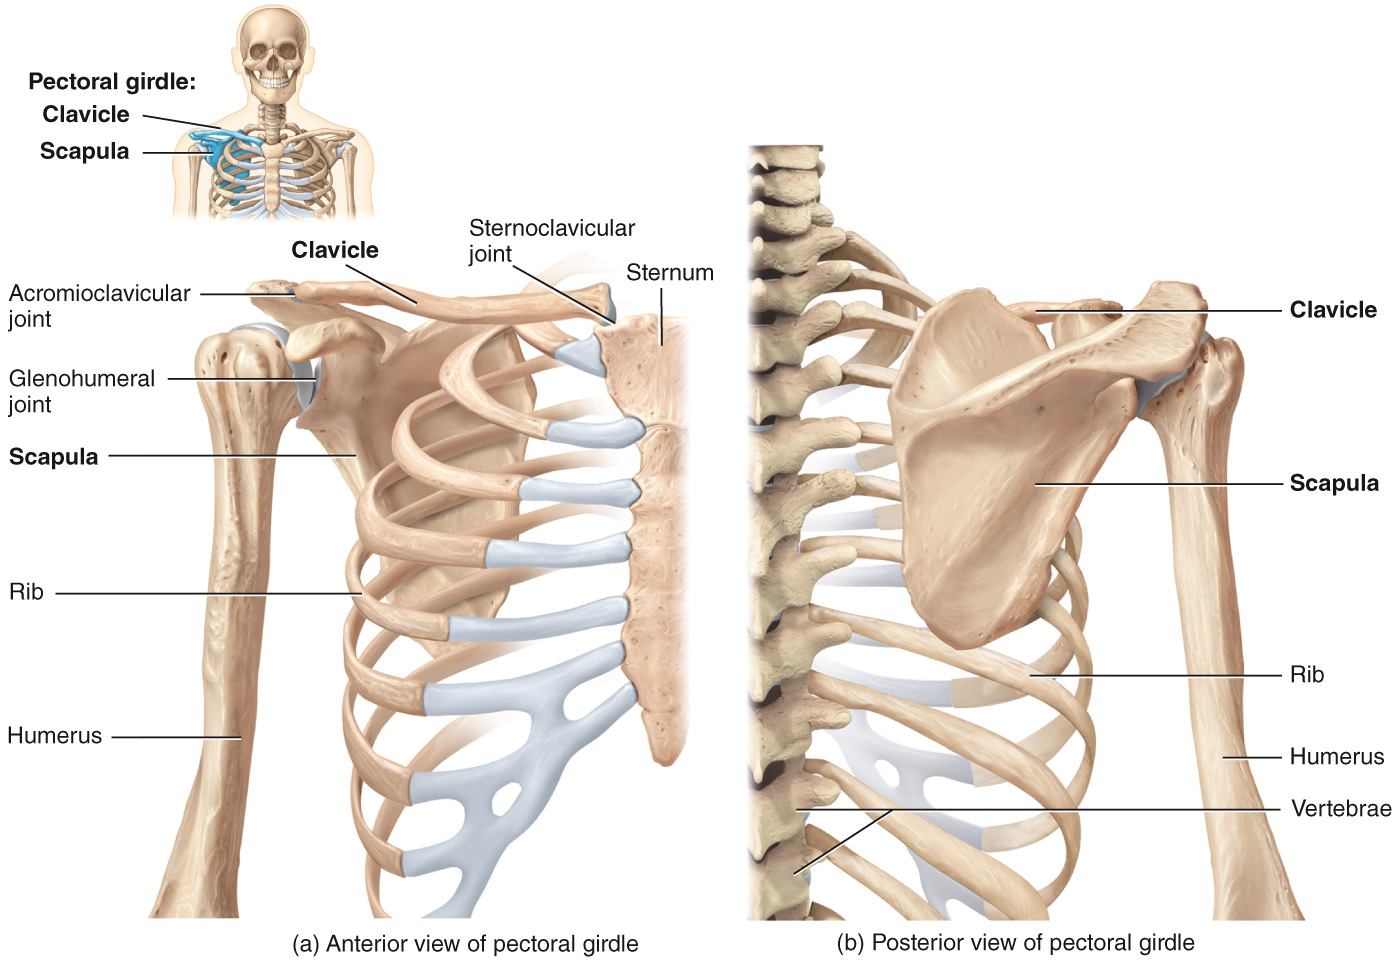 Pectoral girdle:
Clavicle
Scapula
Sternoclavicular
joint
Clavicle
Sternum
Acromioclavicular
joint
Glenohumeral
joint
Scapula
Rib
Humerus
(a) Anterior view of pectoral girdle
Clavicle
Scapula
Rib
Humerus
Vertebrae
(b) Posterior view of pectoral girdle